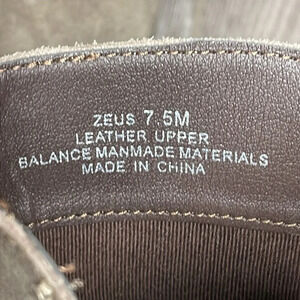 ZEUS 7.5M
LEATHER UPPER
BALANCE MANMADE MATERIALS
MADE IN CHINA